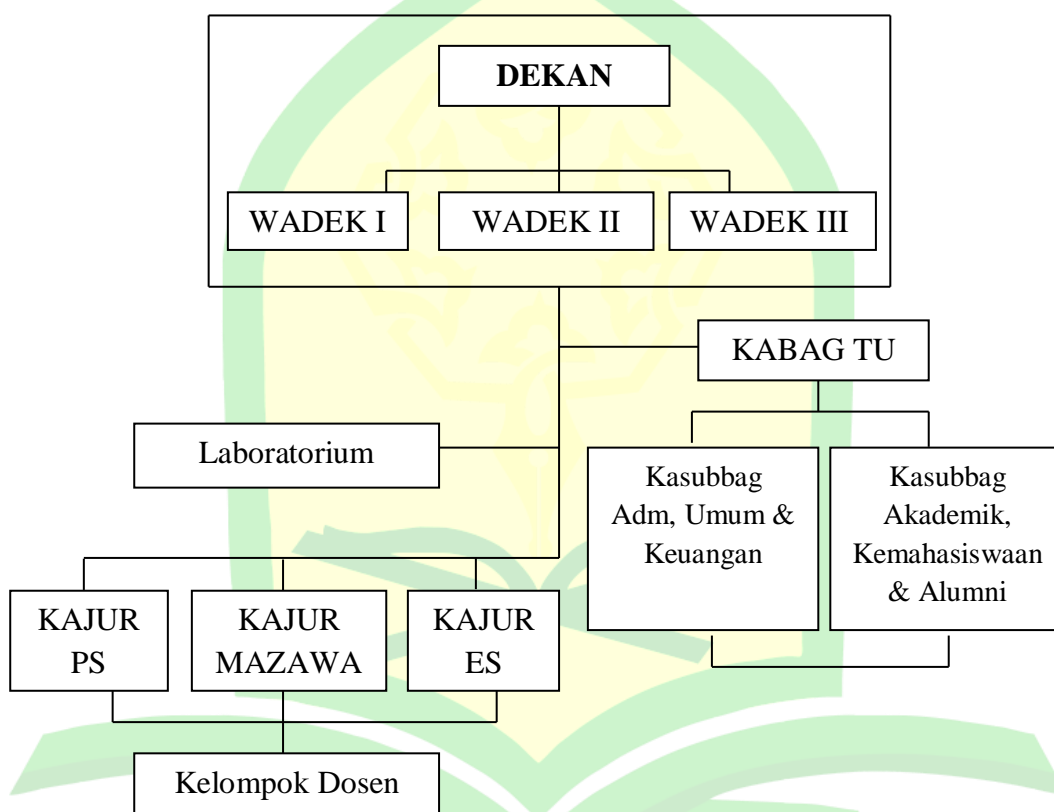 DEKAN
WADEK I
WADEK II
WADEK III
KABAG TU
Laboratorium
Kasubbag
Adm, Umum &
Keuangan
Kasubbag
Akademik,
Kemahasiswaan
& Alumni
KAJUR
PS
KAJUR
MAZAWA
KAJUR
ES
Kelompok Dosen